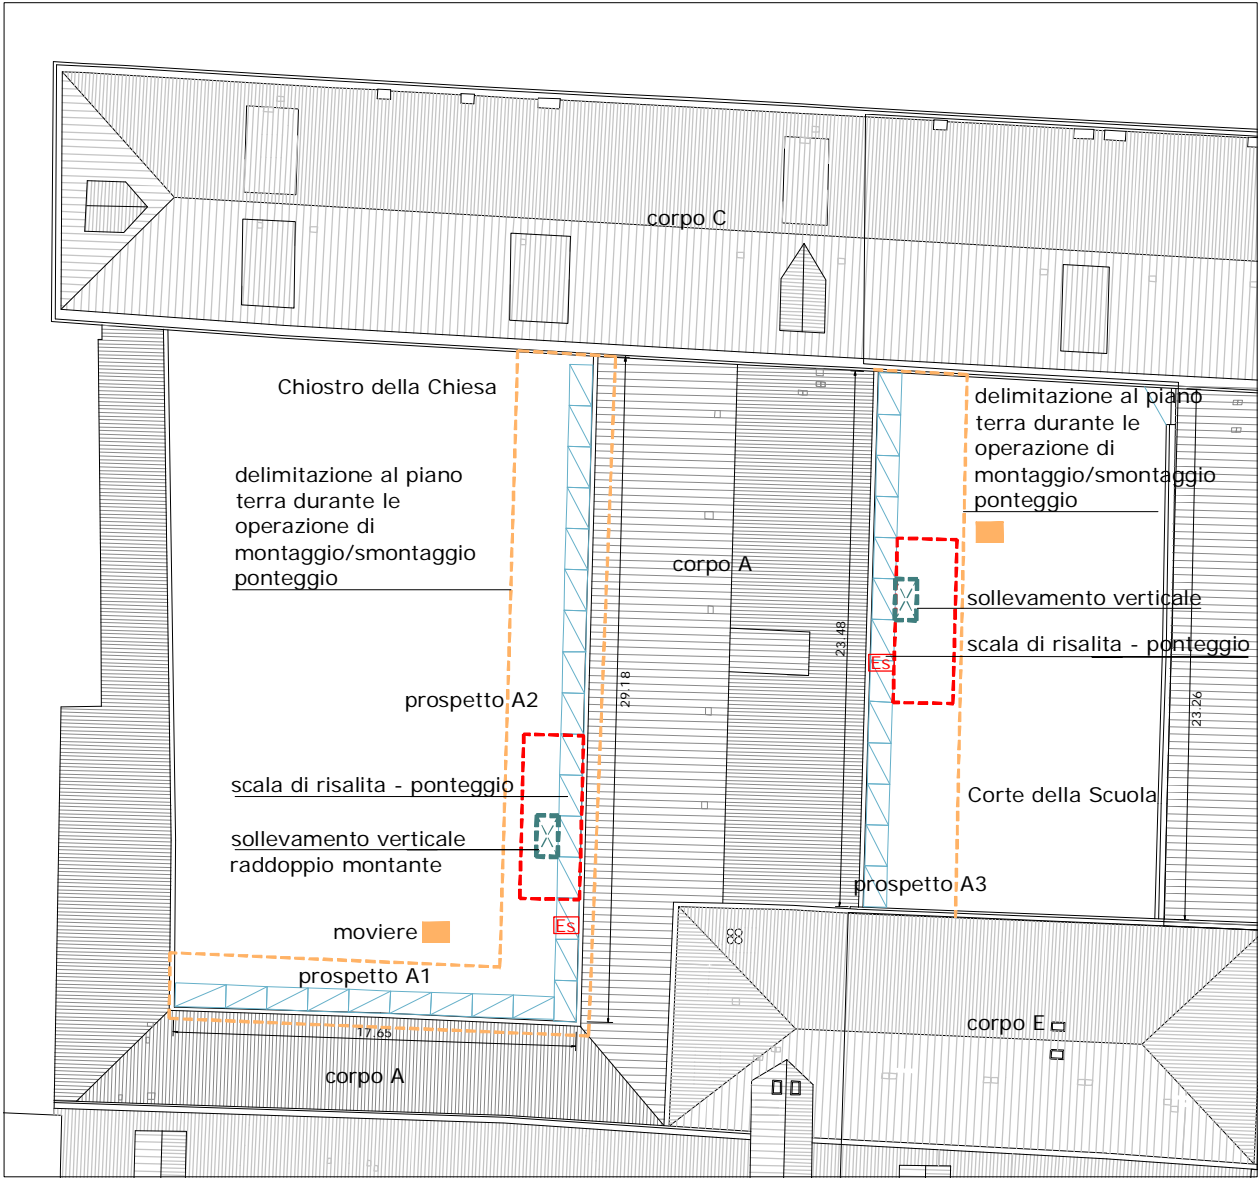 corpo C
Chiostro della Chiesa
delimitazione al piano
terra durante le
operazione di
montaggio/smontaggio
ponteggio
delimitazione al piano
terra durante le
operazione di
montaggio/smontaggio
ponteggio
corpo A
sollevamento verticale
scala di risalita - ponteggio
Es
23.48
29.18
23.26
prospetto A2
scala di risalita - ponteggio
sollevamento verticale
raddoppio montante
Corte della Scuola
prospetto A3
Es
moviere
prospetto A1
17.65
corpo A
corpo E